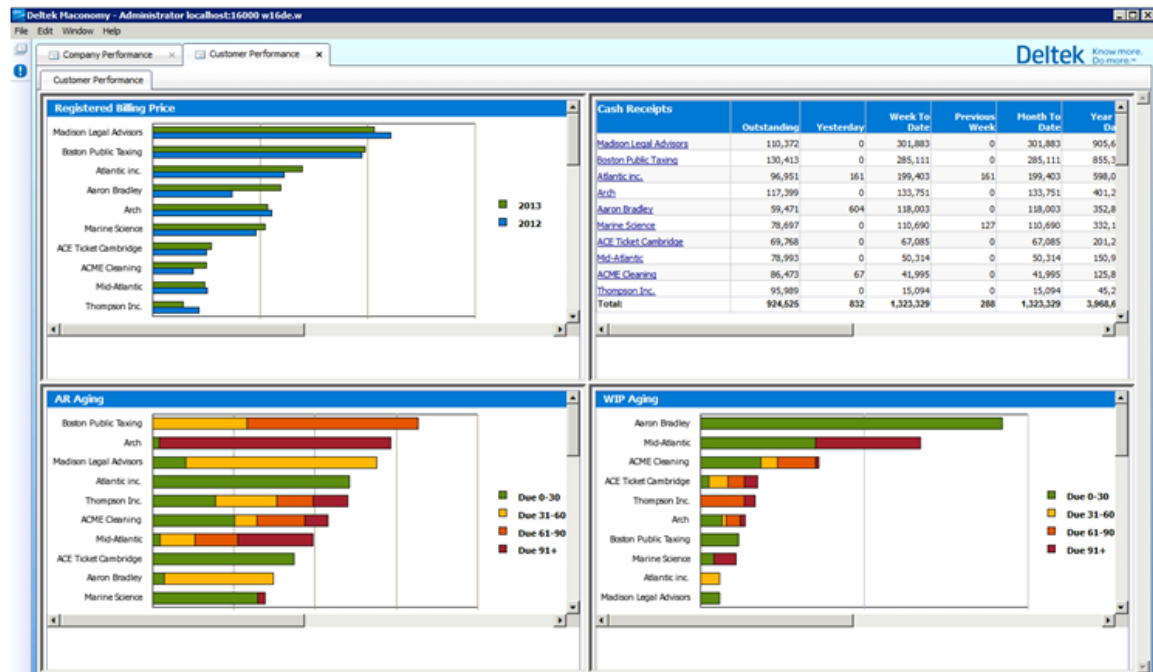 Deltek Maconomy - Administrator localhost:16000 w16de.w
File Edit Window Help
Company Performance
Customer Performance
Deltek Know more. Do more.™
Customer Performance
Registered Billing Price
Madison Legal Advisors
Boston Public Taxing
Atlantic inc.
Aaron Bradley
Arch
Marine Science
ACE Ticket Cambridge
ACME Cleaning
Mid-Atlantic
Thompson Inc.
2013
2012
Cash Receipts
Outstanding Yesterday Week To Date Previous Week Month To Date Year Da
Madison Legal Advisors 110,372 0 301,883 0 301,883 905,6
Boston Public Taxing 130,413 0 285,111 0 285,111 855,3
Atlantic inc. 96,951 161 199,403 161 199,403 598,0
Arch 117,399 0 133,751 0 133,751 401,2
Aaron Bradley 59,471 604 118,003 0 118,003 352,8
Marine Science 78,697 0 110,690 127 110,690 332,1
ACE Ticket Cambridge 69,768 0 67,085 0 67,085 201,2
Mid-Atlantic 78,993 0 50,314 0 50,314 150,9
ACME Cleaning 86,473 67 41,995 0 41,995 125,8
Thompson Inc. 95,989 0 15,094 0 15,094 45,2
Total: 924,525 832 1,323,329 288 1,323,329 3,968,6
AR Aging
Boston Public Taxing
Arch
Madison Legal Advisors
Atlantic inc.
Thompson Inc.
ACME Cleaning
Mid-Atlantic
ACE Ticket Cambridge
Aaron Bradley
Marine Science
Due 0-30
Due 31-60
Due 61-90
Due 91+
WIP Aging
Aaron Bradley
Mid-Atlantic
ACME Cleaning
ACE Ticket Cambridge
Thompson Inc.
Arch
Boston Public Taxing
Marine Science
Atlantic inc.
Madison Legal Advisors
Due 0-30
Due 31-60
Due 61-90
Due 91+